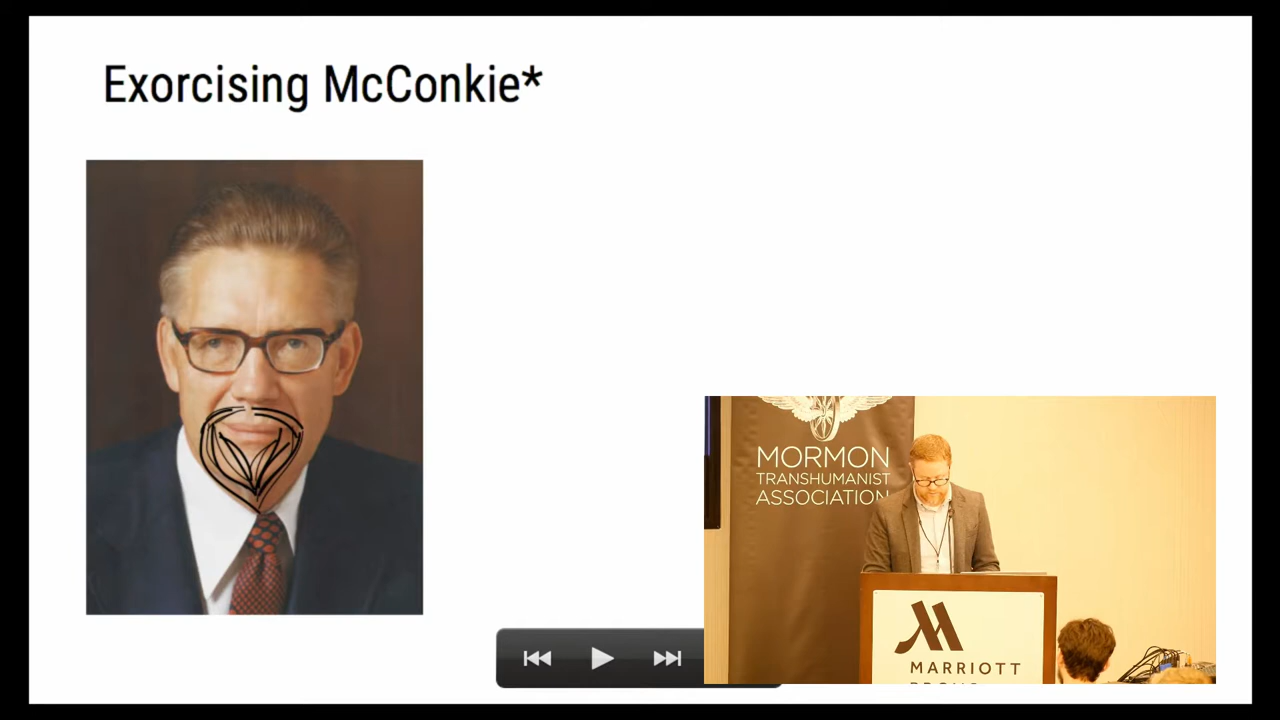 Exorcising McConkie*
MORMON
TRANSHUMANIST
ASSOCIATION
MARRIOTT